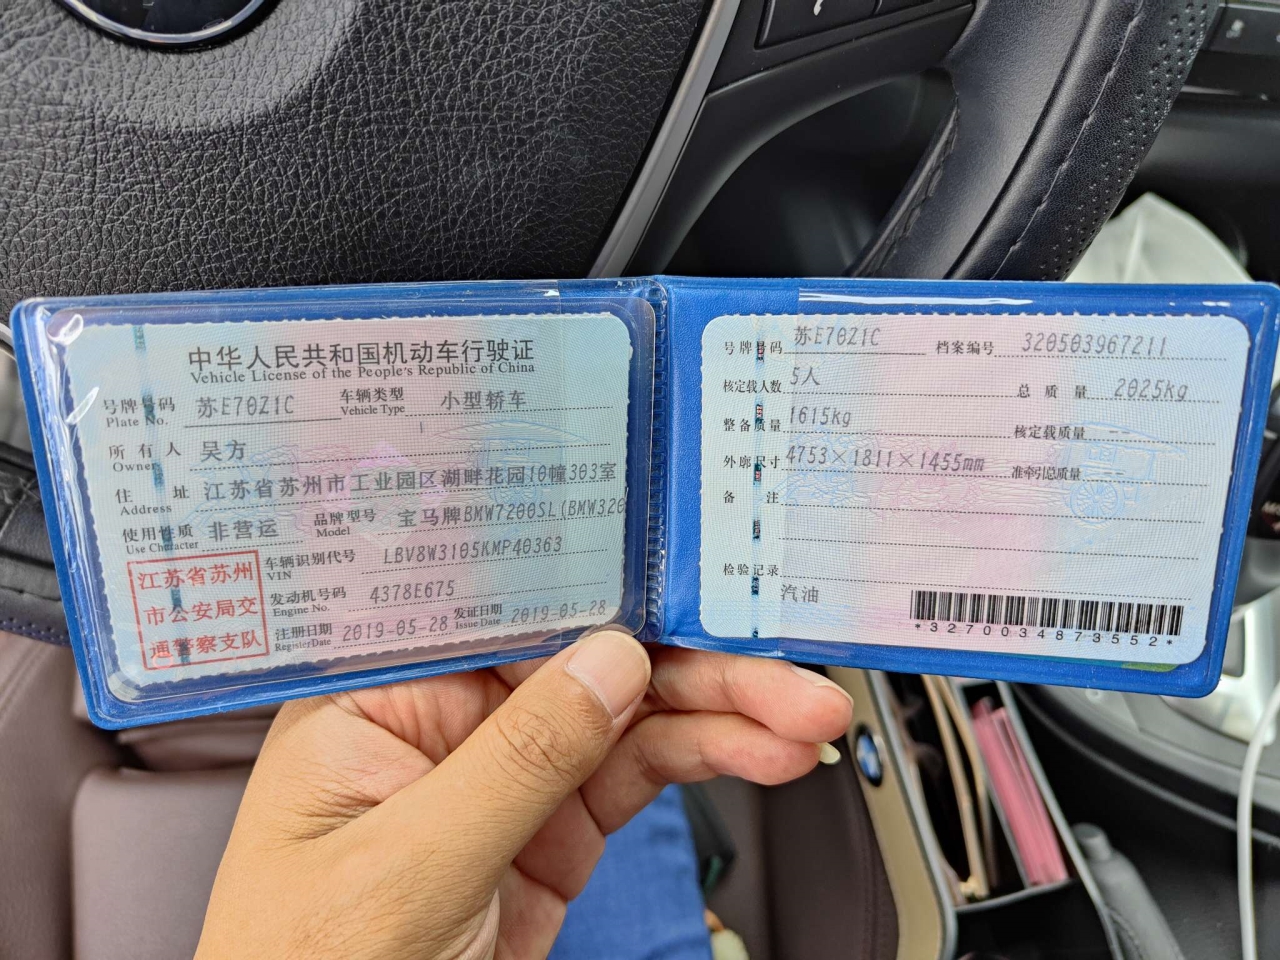 中华人民共和国机动车行驶证
Vehicle License of the People's Republic of China
号牌号码 苏E70Z1C 车辆类型 小型轿车
Plate No. Vehicle Type
所有人 吴方
Owner
住址 江苏省苏州市工业园区湖畔花园10幢303室
Address
使用性质 非营运 品牌型号 宝马牌BMW7200SL(BMW320
Use Character Model
江苏省苏州
市公安局交
通警察支队
车辆识别代号 LBV8W3105KMP40363
VIN
发动机号码 4378E675
Engine No.
注册日期 2019-05-28 发证日期 2019-05-28
Register Date Issue Date
号牌号码 苏E70Z1C 档案编号 320503967211
核定载人数 5人 总质量 2025kg
整备质量 1615kg 核定载质量 --
外廓尺寸 4753×1811×1455mm 准牵引总质量 --
备注
检验记录
汽油
*3270034873552*